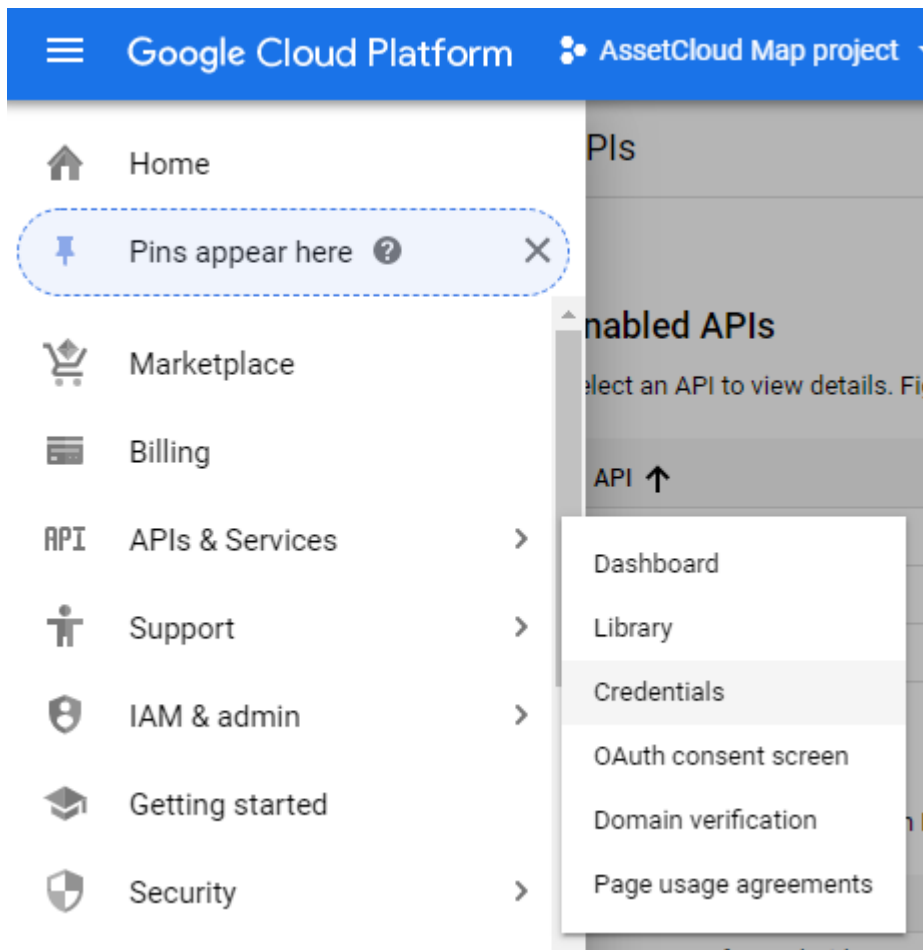 Google Cloud Platform
AssetCloud Map project
Home
Pins appear here
Marketplace
Billing
API
APIs & Services
Support
IAM & admin
Getting started
Security
PIs
nabled APIs
elect an API to view details. Fi
API
Dashboard
Library
Credentials
OAuth consent screen
Domain verification
Page usage agreements